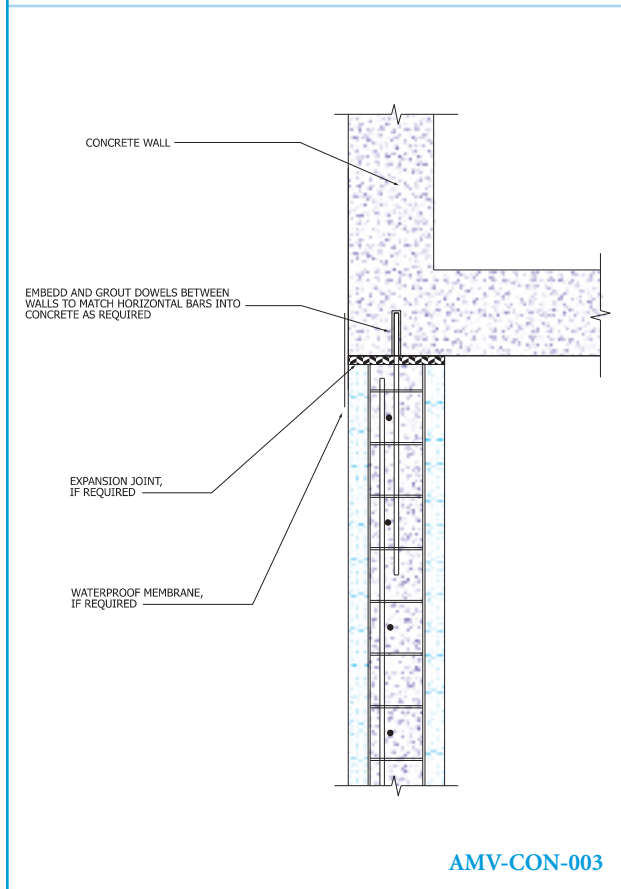 CONCRETE WALL
EMBEDD AND GROUT DOWELS BETWEEN
WALLS TO MATCH HORIZONTAL BARS INTO
CONCRETE AS REQUIRED
EXPANSION JOINT,
IF REQUIRED
WATERPROOF MEMBRANE,
IF REQUIRED
AMV-CON-003